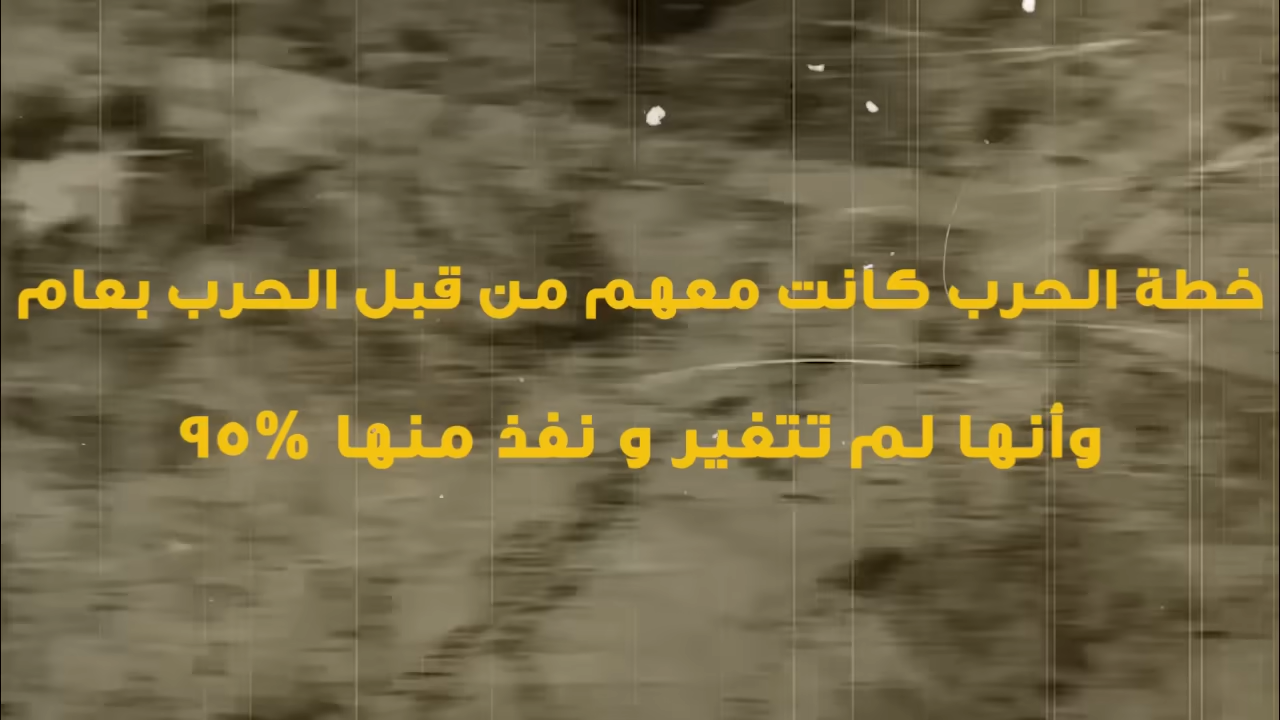 خطة الحرب كانت معهم من قبل الحرب بعام
وأنها لم تتغير و نفذ منها %٩٥